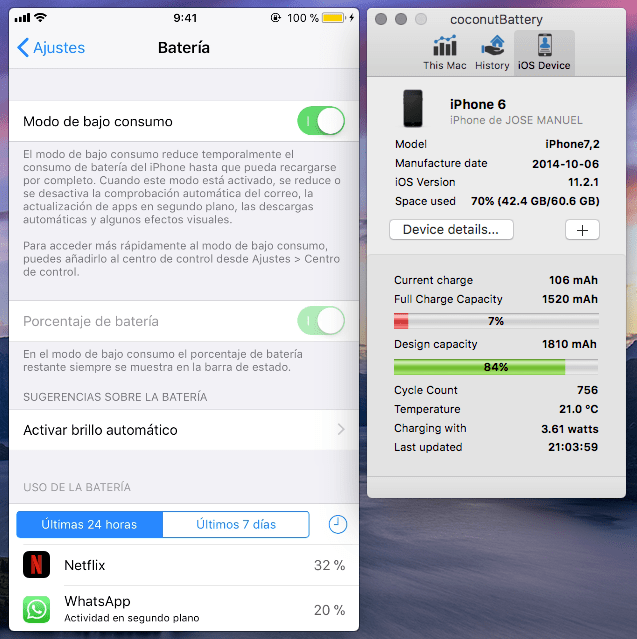 9:41
100 %
Ajustes
Batería
Modo de bajo consumo
El modo de bajo consumo reduce temporalmente el
consumo de batería del iPhone hasta que pueda recargarse
por completo. Cuando este modo está activado, se reduce o
se desactiva la comprobación automática del correo, la
actualización de apps en segundo plano, las descargas
automáticas y algunos efectos visuales.
Para acceder más rápidamente al modo de bajo consumo,
puedes añadirlo al centro de control desde Ajustes > Centro
de control.
Porcentaje de batería
En el modo de bajo consumo el porcentaje de batería
restante siempre se muestra en la barra de estado.
SUGERENCIAS SOBRE LA BATERÍA
Activar brillo automático
USO DE LA BATERÍA
Últimas 24 horas
Últimos 7 días
Netflix
32 %
WhatsApp
Actividad en segundo plano
20 %
coconutBattery
This Mac
History
iOS Device
iPhone 6
iPhone de JOSE MANUEL
Model iPhone7,2
Manufacture date 2014-10-06
iOS Version 11.2.1
Space used 70% (42.4 GB/60.6 GB)
Device details...
+
Current charge 106 mAh
Full Charge Capacity 1520 mAh
7%
Design capacity 1810 mAh
84%
Cycle Count 756
Temperature 21.0 °C
Charging with 3.61 watts
Last updated 21:03:59